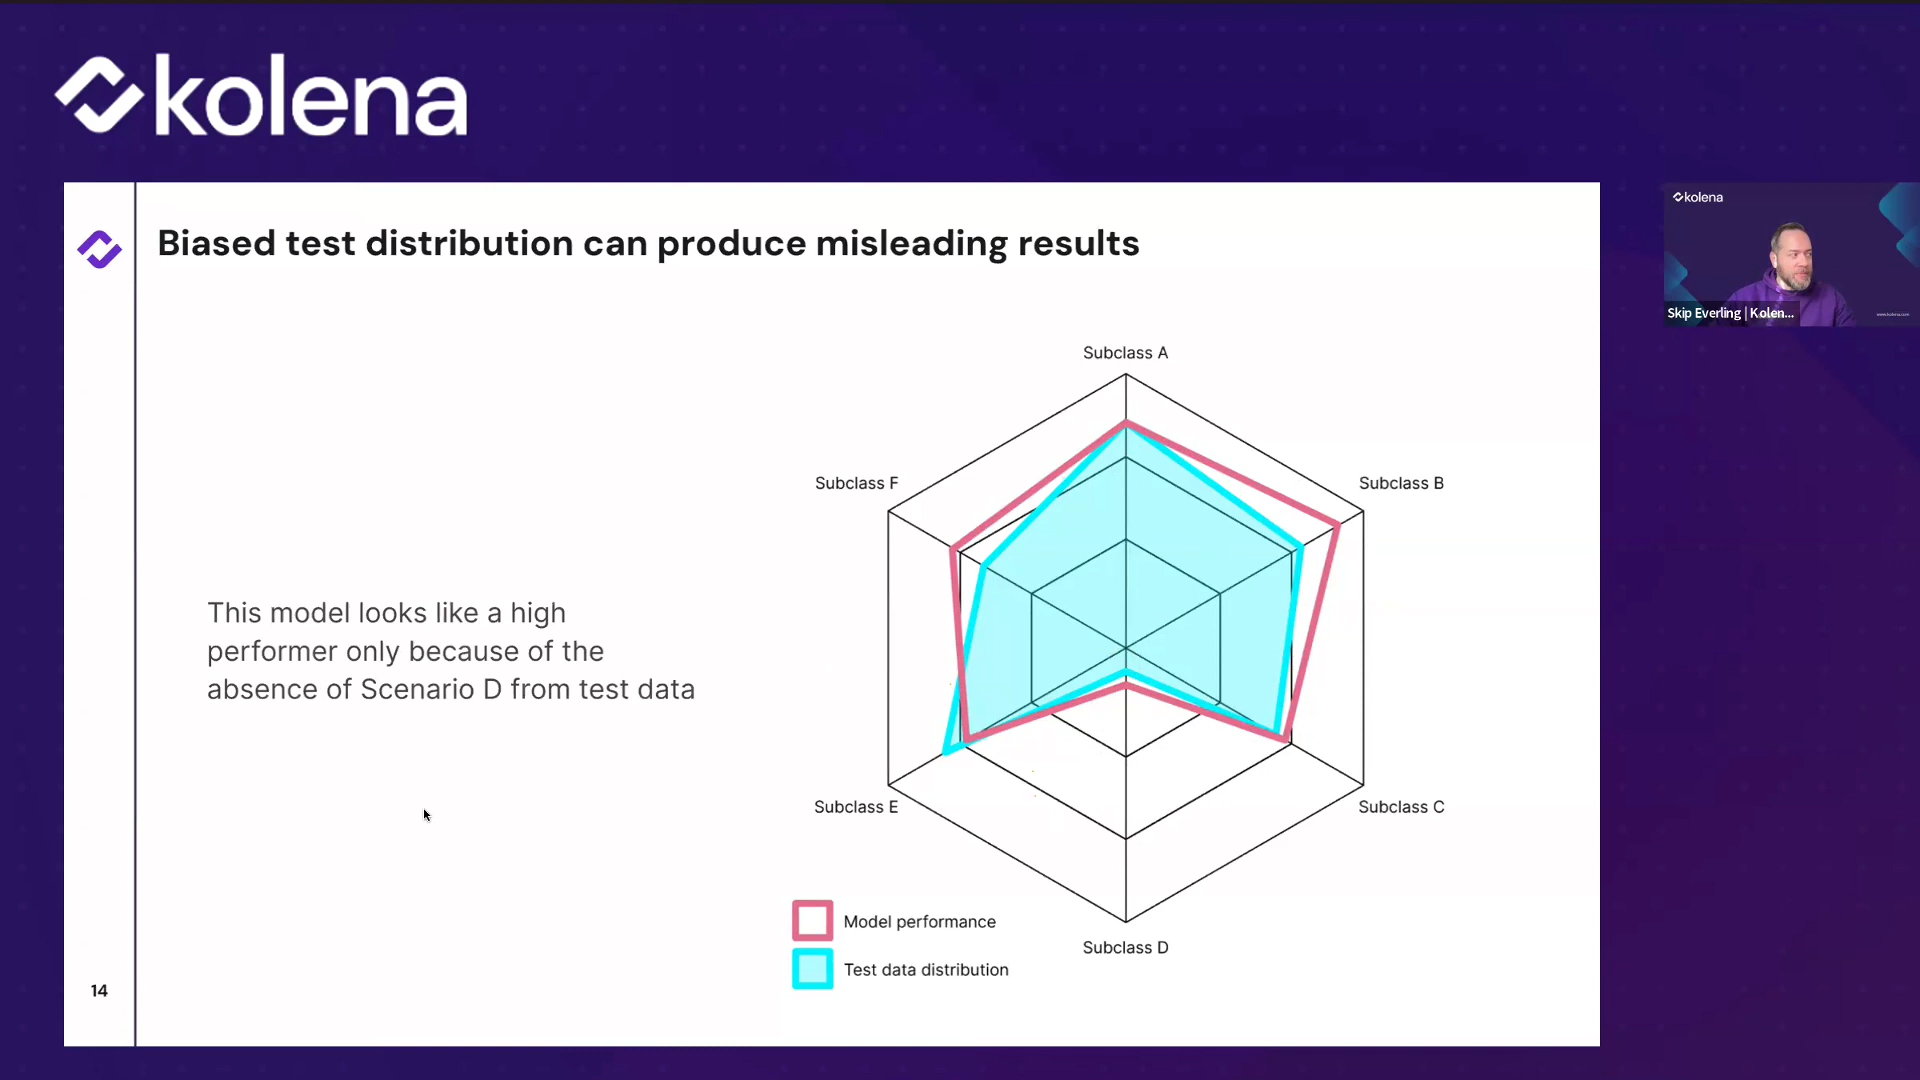 kolena
Biased test distribution can produce misleading results
kolena
Skip Everling | Kolen...
Subclass A
Subclass F
Subclass B
This model looks like a high
performer only because of the
absence of Scenario D from test data
Subclass E
Subclass C
Model performance
Subclass D
Test data distribution
14